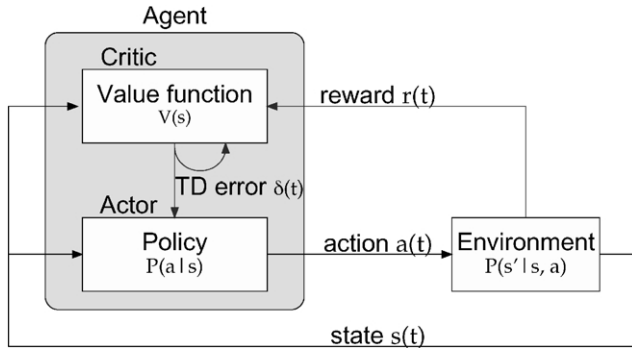 Agent
Critic
Value function
V(s)
reward r(t)
TD error δ(t)
Actor
Policy
P(a|s)
action a(t)
Environment
P(s′|s, a)
state s(t)